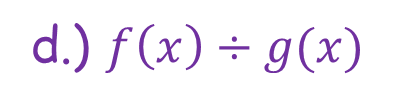 d.) f(x) ÷ g(x)